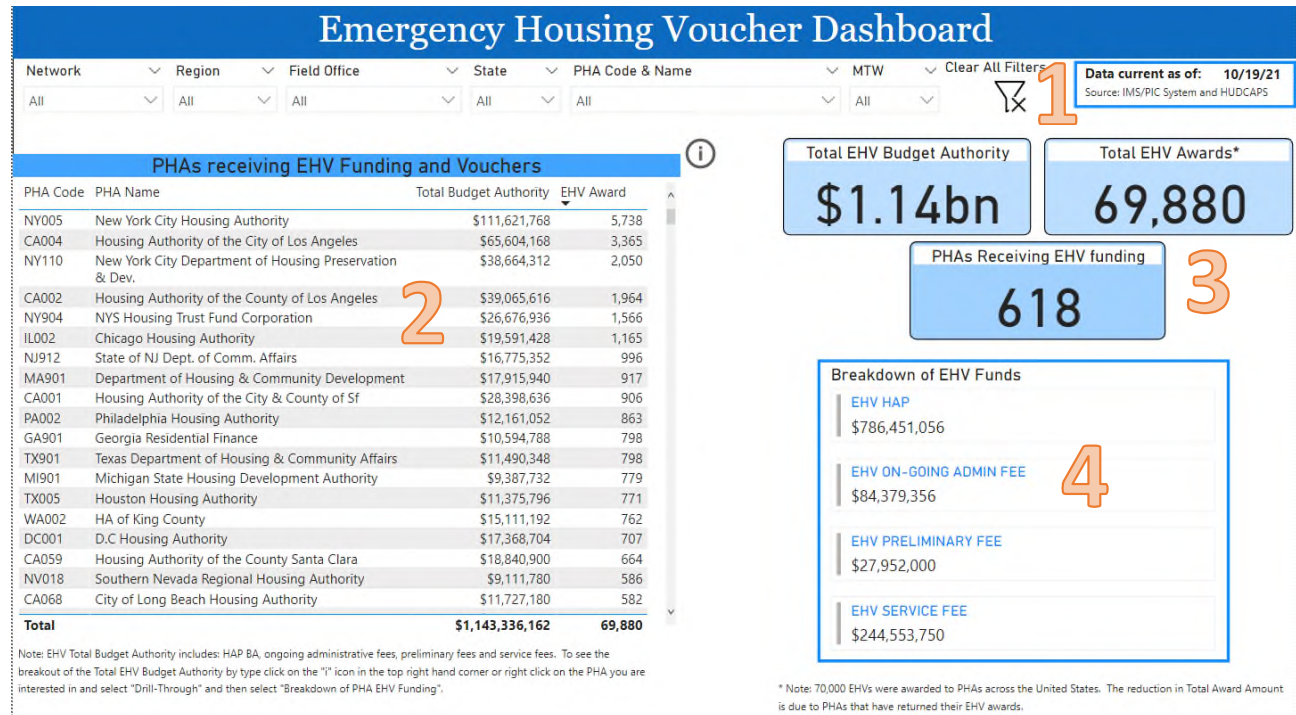 Emergency Housing Voucher Dashboard
Network Region Field Office State PHA Code & Name MTW Clear All Filters
All All All All All All
1
Data current as of: 10/19/21
Source: IMS/PIC System and HUDCAPS
PHAs receiving EHV Funding and Vouchers
PHA Code PHA Name Total Budget Authority EHV Award
NY005 New York City Housing Authority $111,621,768 5,738
CA004 Housing Authority of the City of Los Angeles $65,604,168 3,365
NY110 New York City Department of Housing Preservation $38,664,312 2,050
& Dev.
CA002 Housing Authority of the County of Los Angeles $39,065,616 1,964
NY904 NYS Housing Trust Fund Corporation $26,676,936 1,566
IL002 Chicago Housing Authority $19,591,428 1,165
NJ912 State of NJ Dept. of Comm. Affairs $16,775,352 996
MA901 Department of Housing & Community Development $17,915,940 917
CA001 Housing Authority of the City & County of Sf $28,398,636 906
PA002 Philadelphia Housing Authority $12,161,052 863
GA901 Georgia Residential Finance $10,594,788 798
TX901 Texas Department of Housing & Community Affairs $11,490,348 798
MI901 Michigan State Housing Development Authority $9,387,732 779
TX005 Houston Housing Authority $11,375,796 771
WA002 HA of King County $15,111,192 762
DC001 D.C Housing Authority $17,368,704 707
CA059 Housing Authority of the County Santa Clara $18,840,900 664
NV018 Southern Nevada Regional Housing Authority $9,111,780 586
CA068 City of Long Beach Housing Authority $11,727,180 582
Total $1,143,336,162 69,880
2
Note: EHV Total Budget Authority includes: HAP BA, ongoing administrative fees, preliminary fees and service fees. To see the
breakout of the Total EHV Budget Authority by type click on the "i" icon in the top right hand corner or right click on the PHA you are
interested in and select "Drill-Through" and then select "Breakdown of PHA EHV Funding".
i
Total EHV Budget Authority
$1.14bn
Total EHV Awards*
69,880
PHAs Receiving EHV funding
618
3
Breakdown of EHV Funds
EHV HAP
$786,451,056
EHV ON-GOING ADMIN FEE
$84,379,356
4
EHV PRELIMINARY FEE
$27,952,000
EHV SERVICE FEE
$244,553,750
* Note: 70,000 EHVs were awarded to PHAs across the United States. The reduction in Total Award Amount
is due to PHAs that have returned their EHV awards.